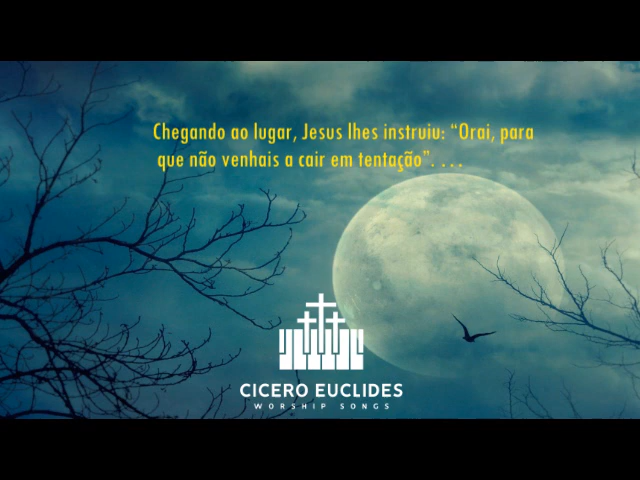 Chegando ao lugar, Jesus lhes instruiu: “Orai, para
que não venhais a cair em tentação”. ...
CICERO EUCLIDES
WORSHIP SONGS